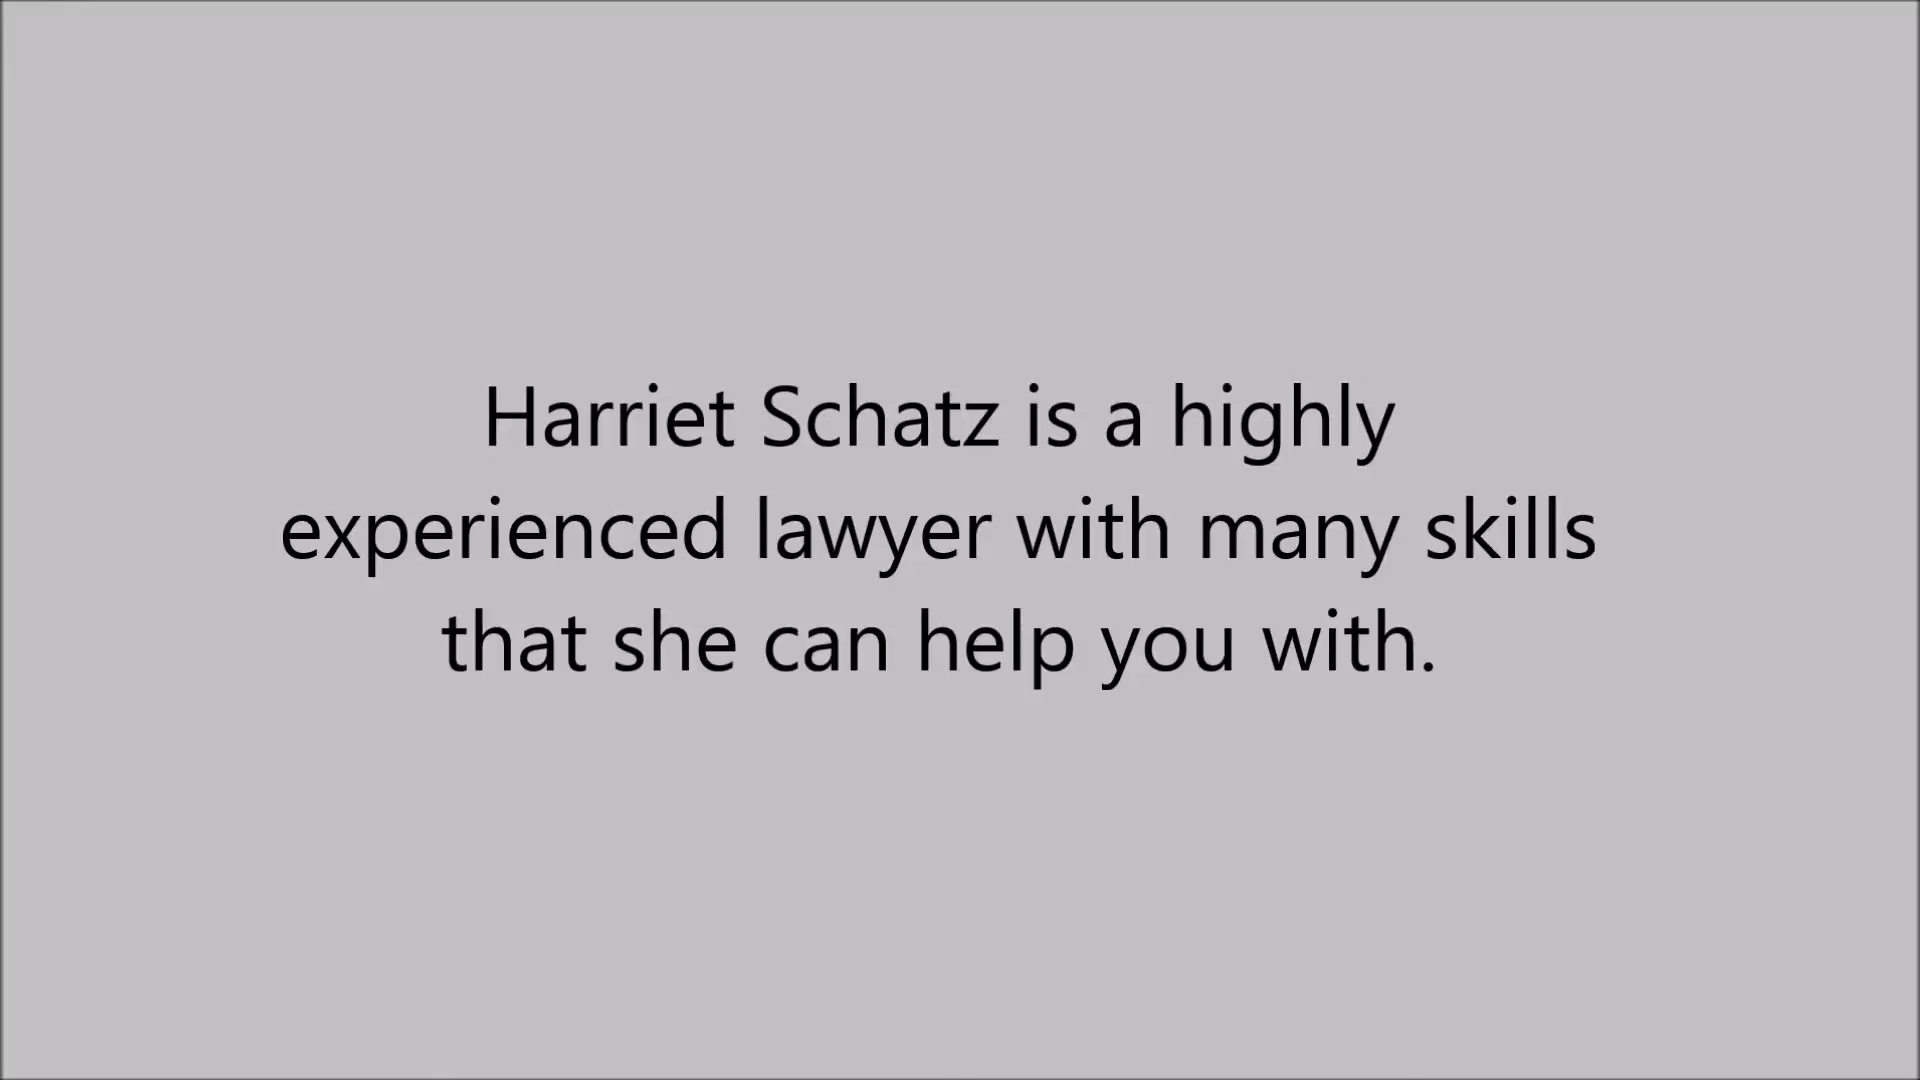 Harriet Schatz is a highly
experienced lawyer with many skills
that she can help you with.